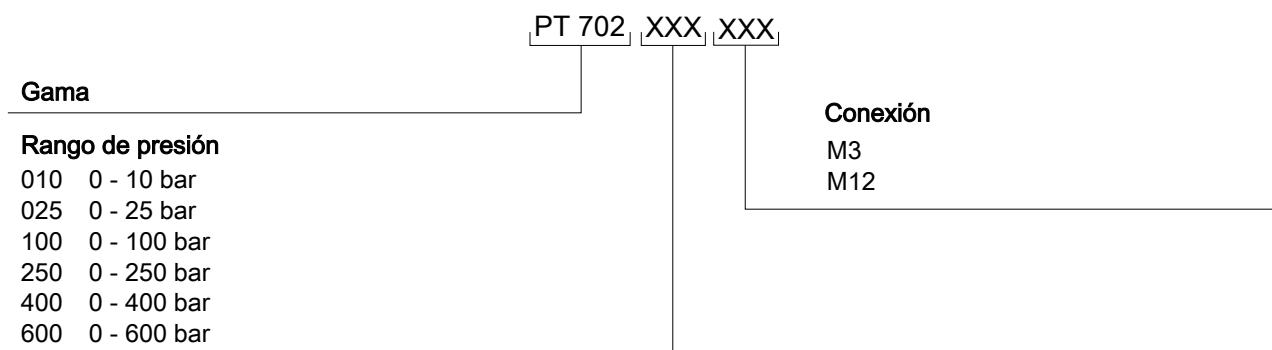 PT 702 XXX XXX
Gama
Rango de presión
010 0 - 10 bar
025 0 - 25 bar
100 0 - 100 bar
250 0 - 250 bar
400 0 - 400 bar
600 0 - 600 bar
Conexión
M3
M12